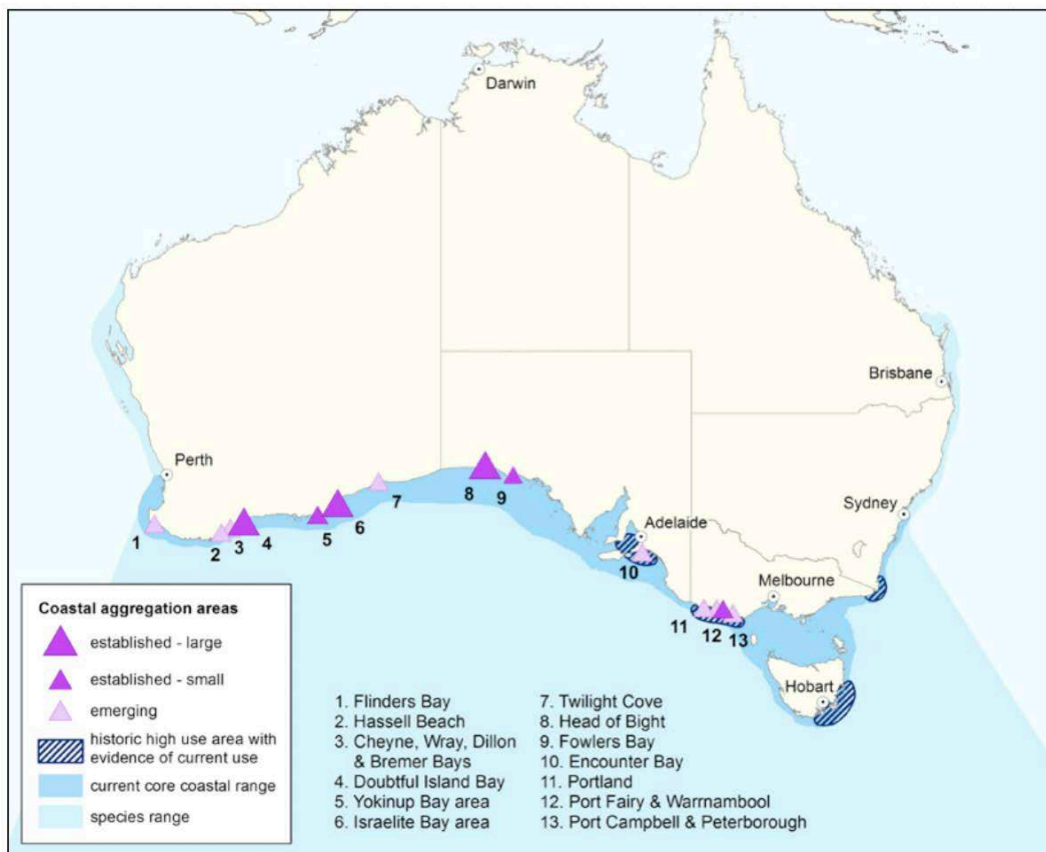 Darwin
Brisbane
Perth
Sydney
Adelaide
Melbourne
Hobart
1
2
3
4
5
6
7
8
9
10
11
12
13
Coastal aggregation areas
established - large
established - small
emerging
historic high use area with
evidence of current use
current core coastal range
species range
1. Flinders Bay
2. Hassell Beach
3. Cheyne, Wray, Dillon
& Bremer Bays
4. Doubtful Island Bay
5. Yokinup Bay area
6. Israelite Bay area
7. Twilight Cove
8. Head of Bight
9. Fowlers Bay
10. Encounter Bay
11. Portland
12. Port Fairy & Warrnambool
13. Port Campbell & Peterborough